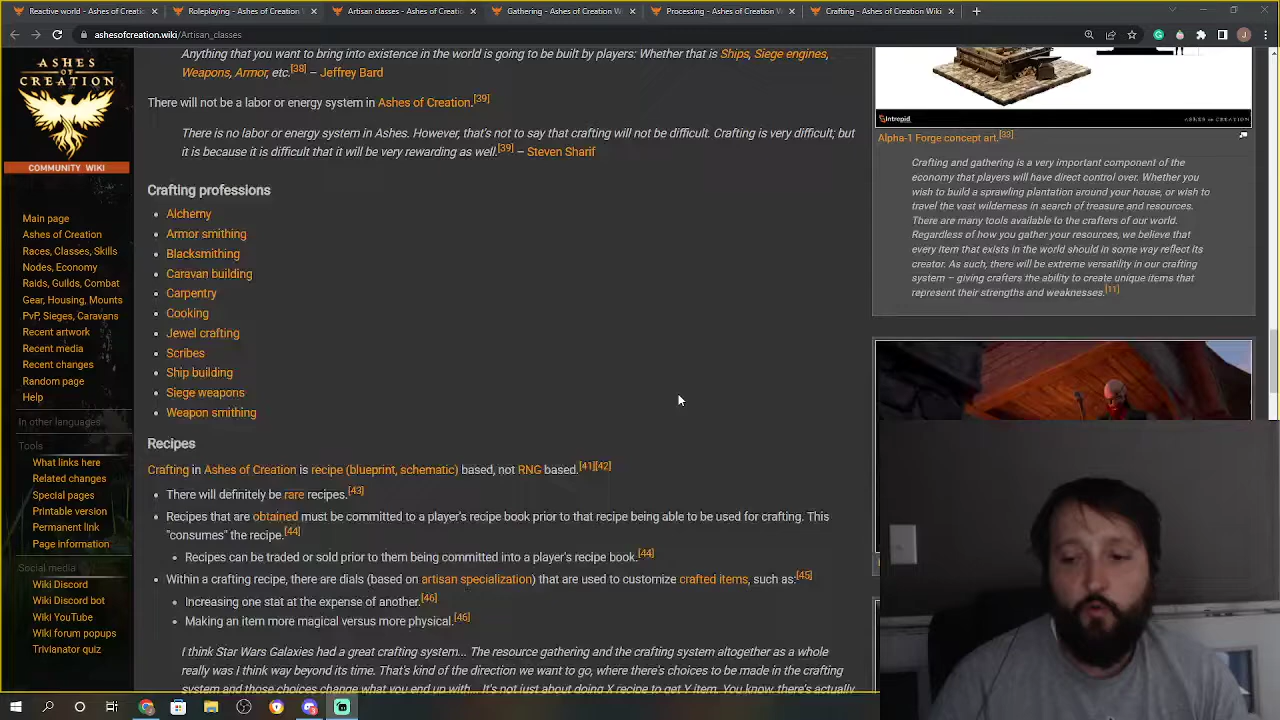 Reactive world - Ashes of Cre
Roleplaying - Ashes of Creation
Artisan classes - Ashes of Creatio
Gathering - Ashes of Creation Wi
Processing - Ashes of Creation Wi
Crafting - Ashes of Creation Wiki
ashesofcreation.wiki/Artisan_classes
ASHES
OF
CREATION
COMMUNITY WIKI
Main page
Ashes of Creation
Races, Classes, Skills
Nodes, Economy
Raids, Guilds, Combat
Gear, Housing, Mounts
PvP, Sieges, Caravans
Recent artwork
Recent media
Recent changes
Random page
Help
In other languages
Tools
What links here
Related changes
Special pages
Printable version
Permanent link
Page information
Social media
Wiki Discord
Wiki Discord bot
Wiki YouTube
Wiki forum popups
Trivianator quiz
Anything that you want to bring into existence in the world is going to be built by players: Whether that is Ships, Siege engines,
Weapons, Armor, etc.[38] – Jeffrey Bard
There will not be a labor or energy system in Ashes of Creation.[39]
There is no labor or energy system in Ashes. However, that's not to say that crafting will not be difficult. Crafting is very difficult; but
it is because it is difficult that it will be very rewarding as well.[39] – Steven Sharif
Crafting professions
Alchemy
Armor smithing
Blacksmithing
Caravan building
Carpentry
Cooking
Jewel crafting
Scribes
Ship building
Siege weapons
Weapon smithing
Recipes
Crafting in Ashes of Creation is recipe (blueprint, schematic) based, not RNG based.[41][42]
There will definitely be rare recipes.[43]
Recipes that are obtained must be committed to a player's recipe book prior to that recipe being able to be used for crafting. This
"consumes" the recipe.[44]
Recipes can be traded or sold prior to them being committed into a player's recipe book.[44]
Within a crafting recipe, there are dials (based on artisan specialization) that are used to customize crafted items, such as:[45]
Increasing one stat at the expense of another.[46]
Making an item more magical versus more physical.[46]
I think Star Wars Galaxies had a great crafting system... The resource gathering and the crafting system altogether as a whole
really was I think way beyond its time. That's kind of the direction we want to go, where there's choices to be made in the crafting
system and those choices change what you end up with... It's not just about doing X recipe to get Y item. You know, there's actually
Intrepid
ASHES OF CREATION
Alpha-1 Forge concept art.[33]
Crafting and gathering is a very important component of the
economy that players will have direct control over. Whether you
wish to build a sprawling plantation around your house, or wish to
travel the vast wilderness in search of treasure and resources.
There are many tools available to the crafters of our world.
Regardless of how you gather your resources, we believe that
every item that exists in the world should in some way reflect its
creator. As such, there will be extreme versatility in our crafting
system – giving crafters the ability to create unique items that
represent their strengths and weaknesses.[11]